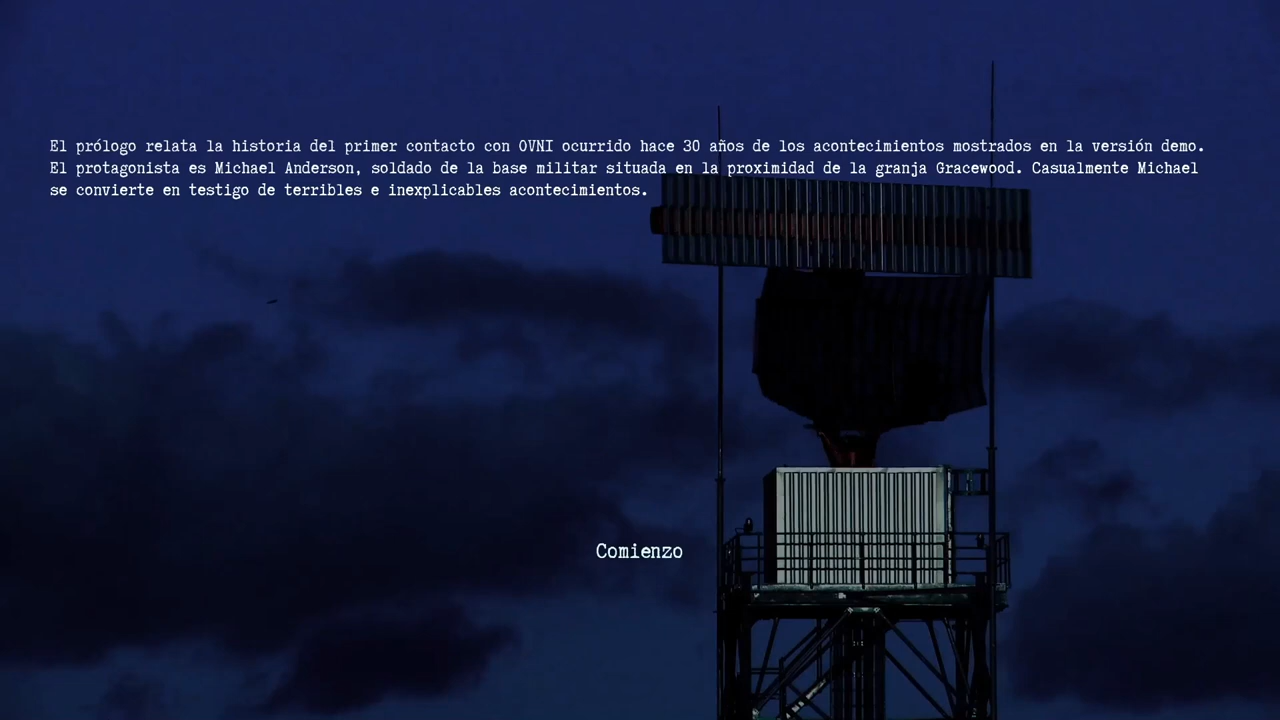 El prólogo relata la historia del primer contacto con OVNI ocurrido hace 30 años de los acontecimientos mostrados en la versión demo.
El protagonista es Michael Anderson, soldado de la base militar situada en la proximidad de la granja Gracewood. Casualmente Michael
se convierte en testigo de terribles e inexplicables acontecimientos.
Comienzo